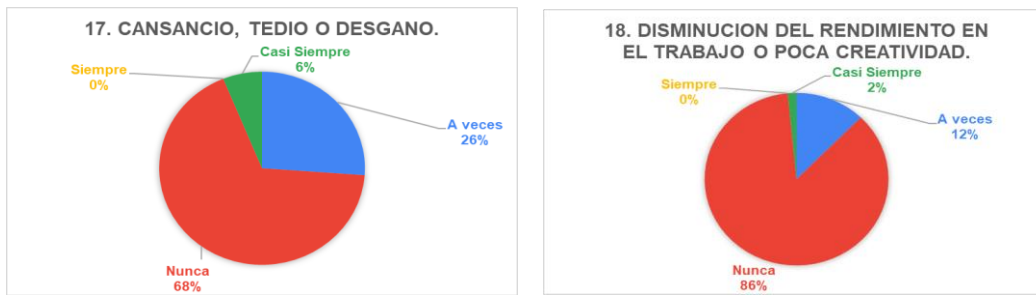 17. CANSANCIO, TEDIO O DESGANO.
Casi Siempre
6%
Siempre
0%
A veces
26%
Nunca
68%
18. DISMINUCION DEL RENDIMIENTO EN
EL TRABAJO O POCA CREATIVIDAD.
Casi Siempre
2%
Siempre
0%
A veces
12%
Nunca
86%